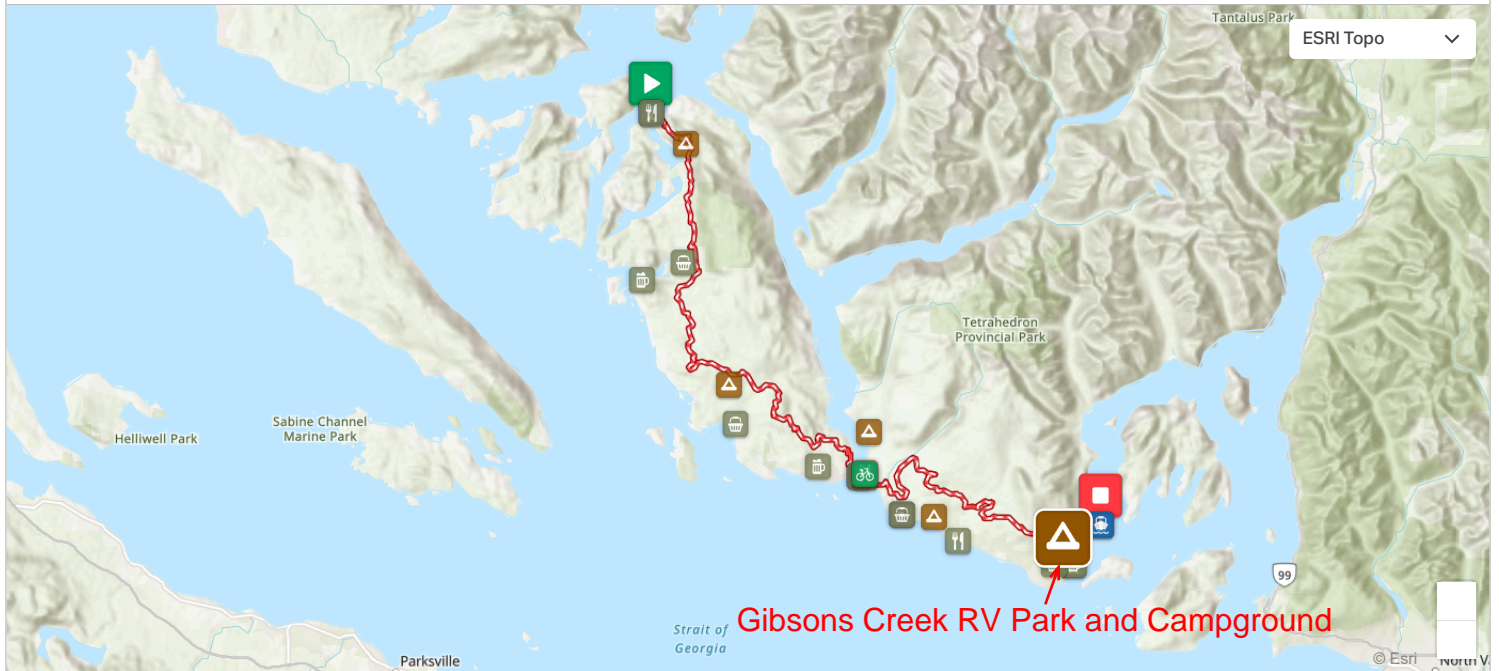 Tantalus Park
ESRI Topo
Tetrahedron
Provincial Park
Helliwell Park
Sabine Channel
Marine Park
99
Gibsons Creek RV Park and Campground
Strait of
Georgia
Parksville
© Esri
North V